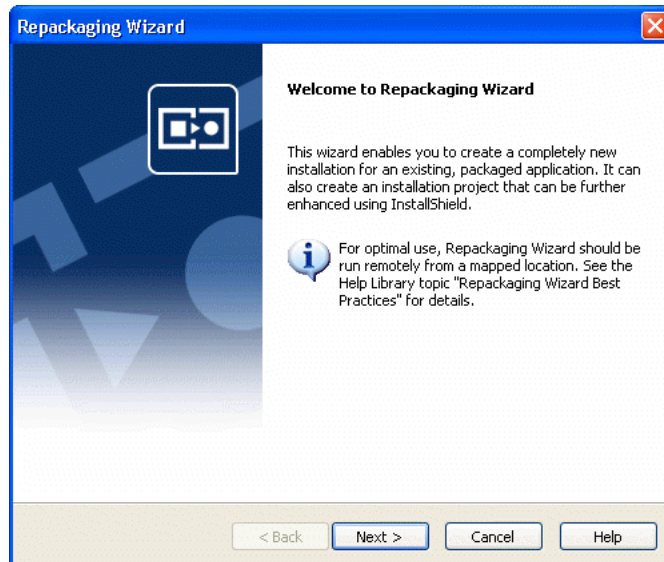 Repackaging Wizard
Welcome to Repackaging Wizard
This wizard enables you to create a completely new
installation for an existing, packaged application. It can
also create an installation project that can be further
enhanced using InstallShield.
For optimal use, Repackaging Wizard should be
run remotely from a mapped location. See the
Help Library topic "Repackaging Wizard Best
Practices" for details.
< Back Next > Cancel Help